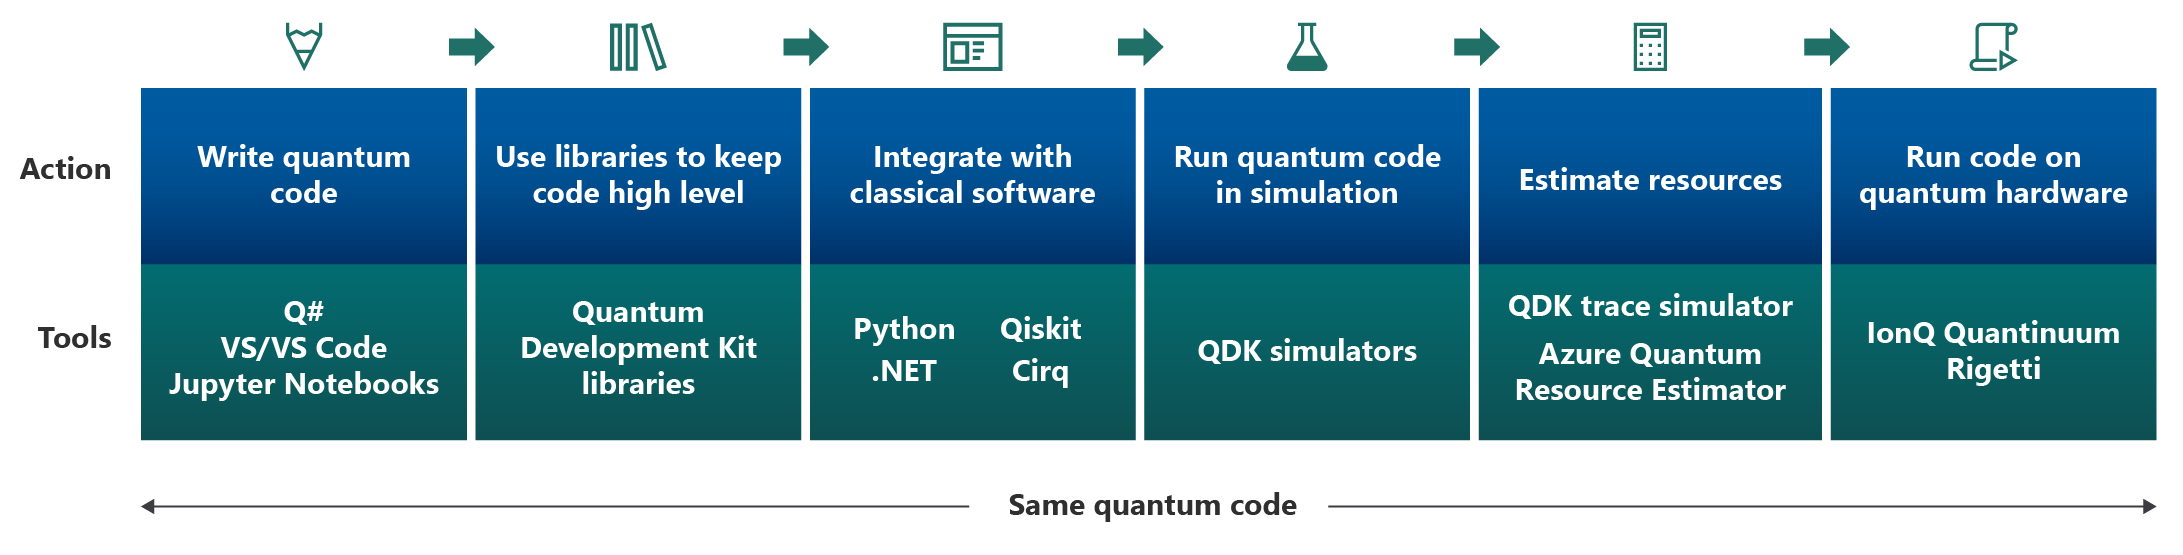 Action
Write quantum
code
Use libraries to keep
code high level
Integrate with
classical software
Run quantum code
in simulation
Estimate resources
Run code on
quantum hardware
Tools
Q#
VS/VS Code
Jupyter Notebooks
Quantum
Development Kit
libraries
Python Qiskit
.NET Cirq
QDK simulators
QDK trace simulator
Azure Quantum
Resource Estimator
IonQ Quantinuum
Rigetti
Same quantum code